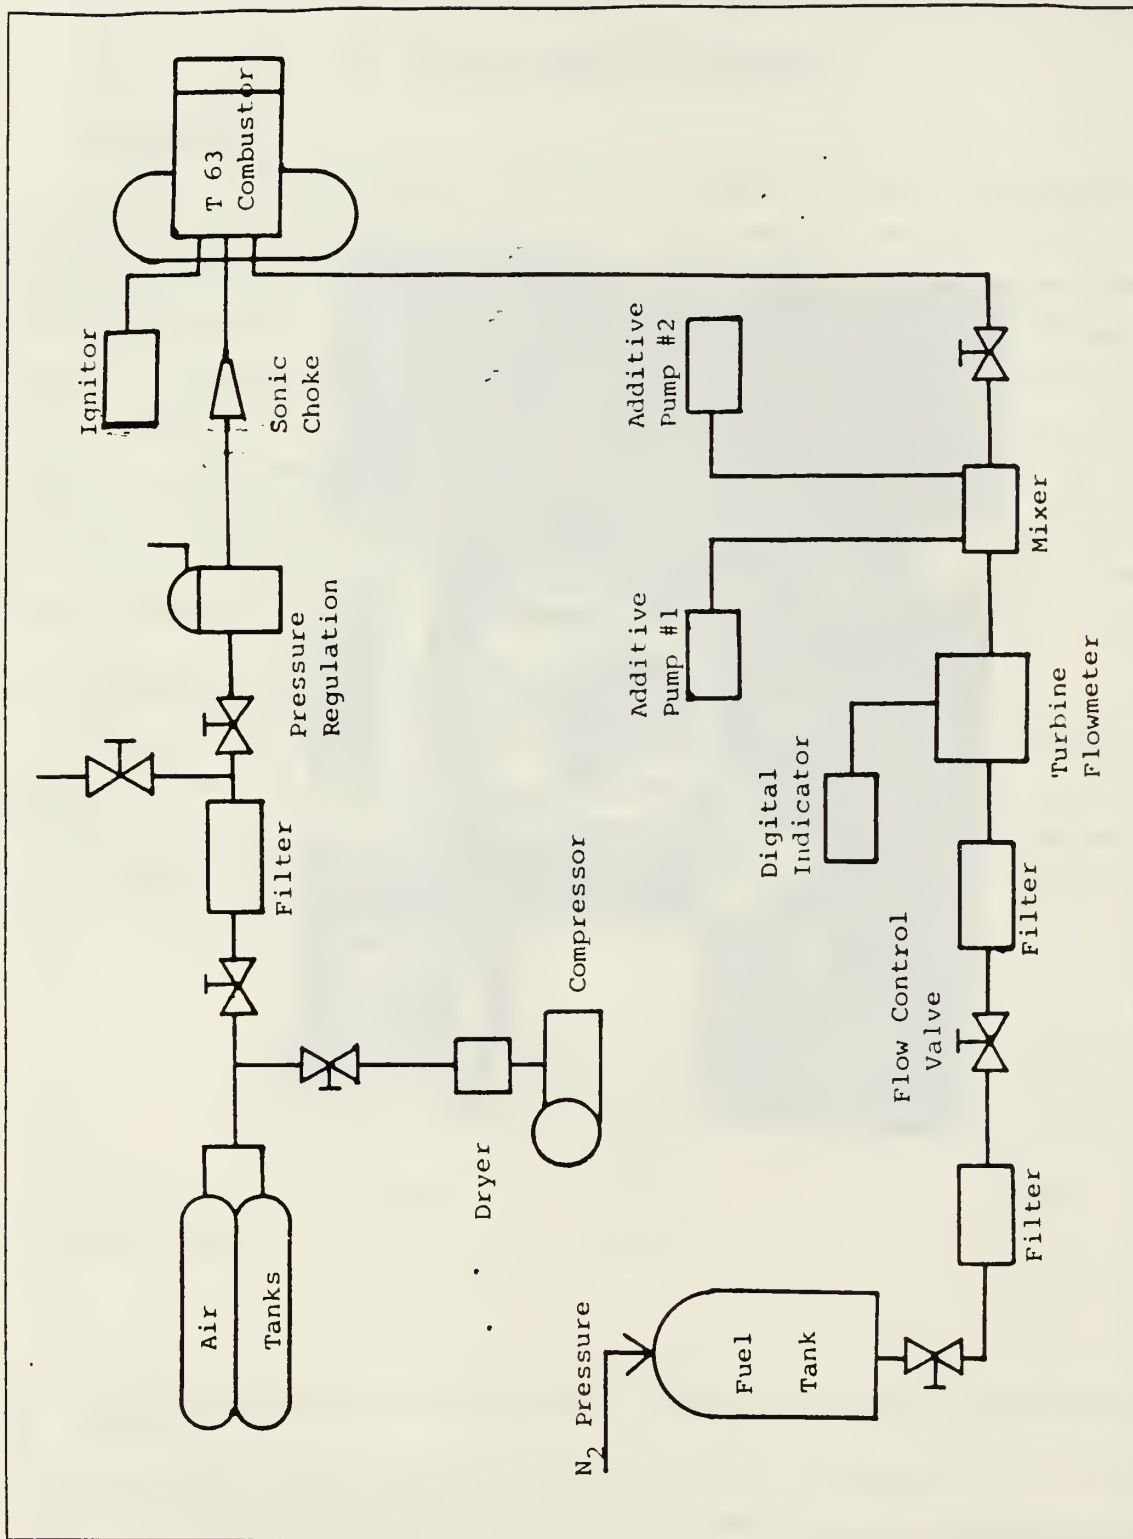 T 63
Combustor
Ignitor
Sonic
Choke
Pressure
Regulation
Filter
Air
Tanks
Compressor
Dryer
Additive
Pump #2
Additive
Pump #1
Mixer
Turbine
Flowmeter
Digital
Indicator
Filter
Flow Control
Valve
Filter
Fuel
Tank
N2 Pressure